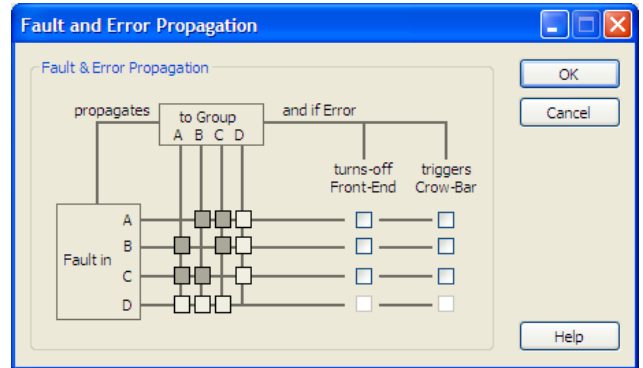 Fault and Error Propagation
Fault & Error Propagation
OK
Cancel
propagates
to Group
A B C D
and if Error
turns-off
Front-End
triggers
Crow-Bar
Fault in
A
B
C
D
Help